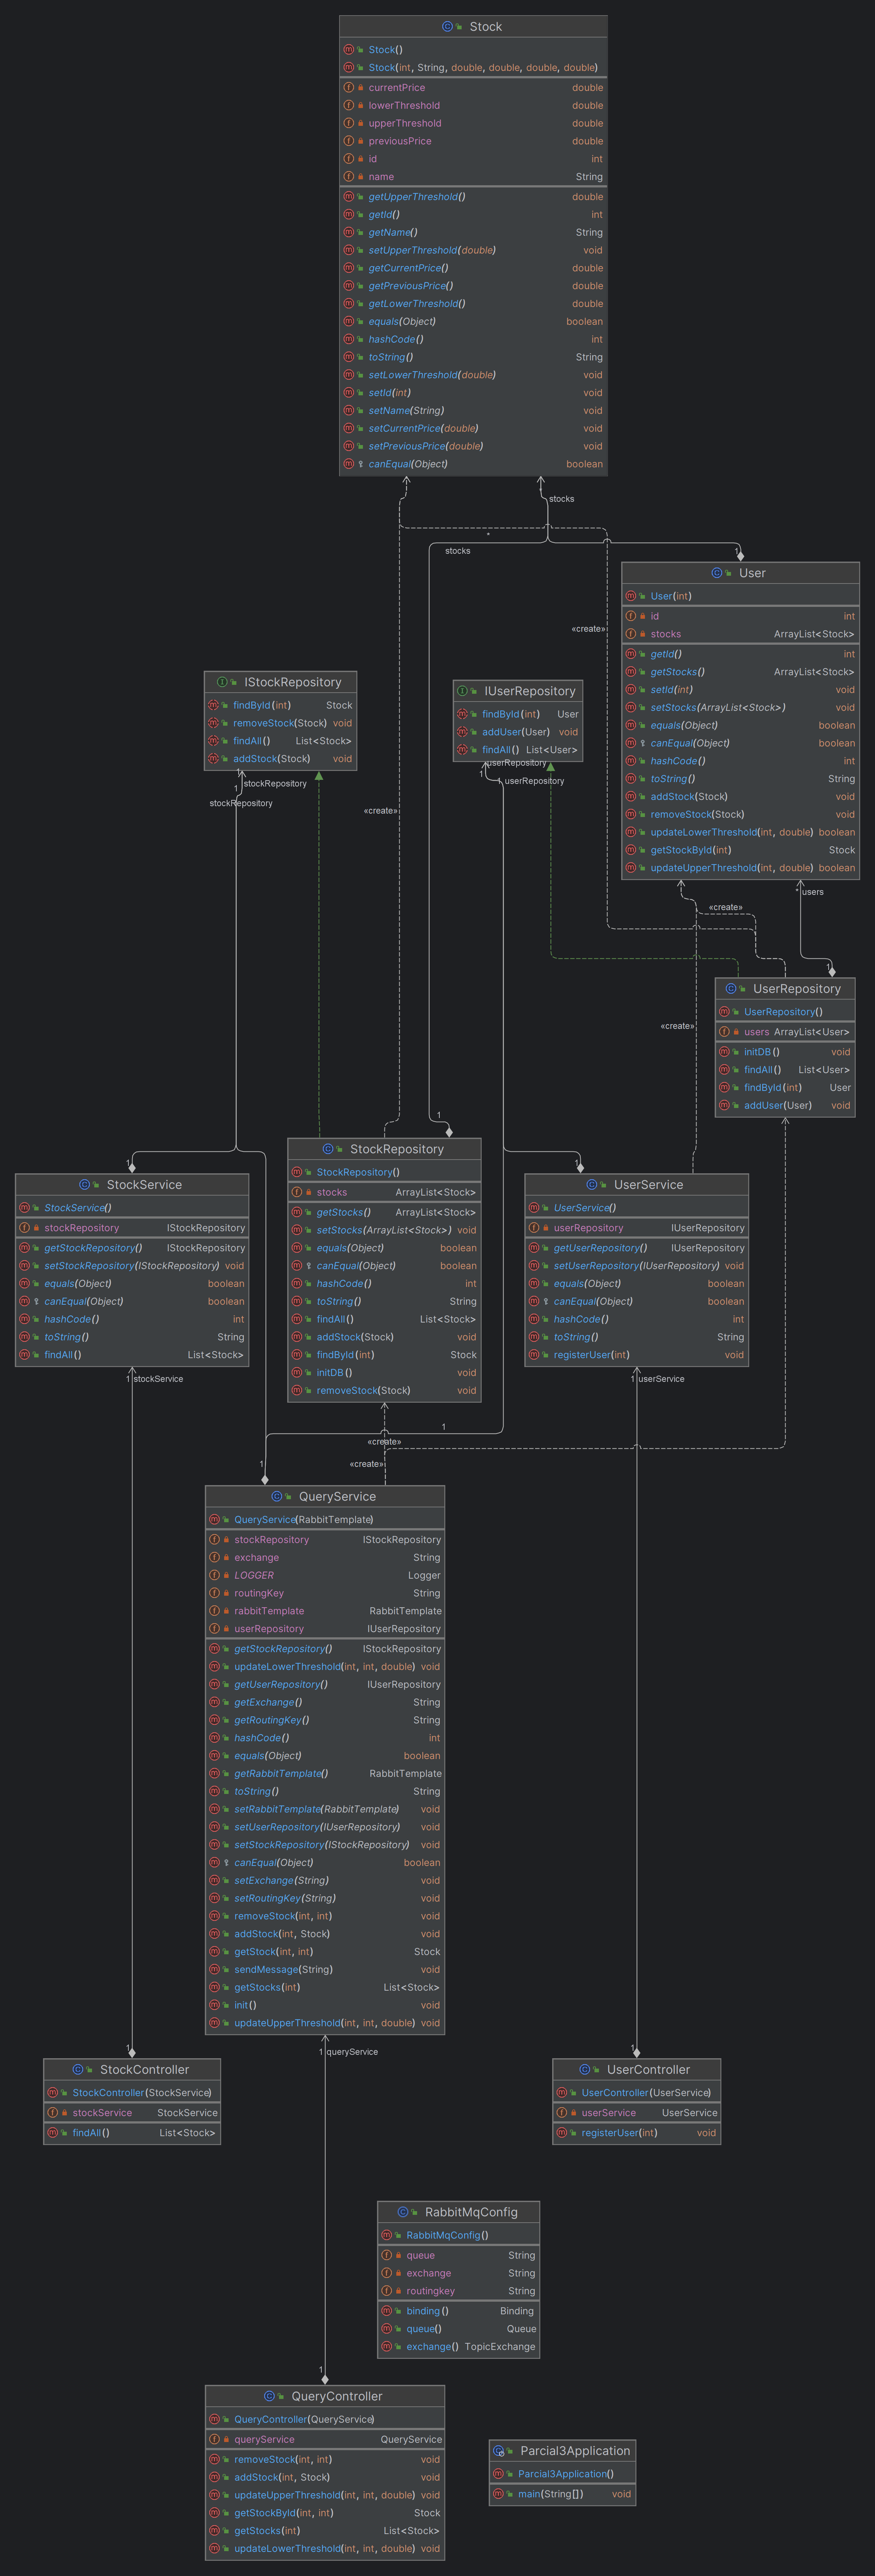 Stock
Stock()
Stock(int, String, double, double, double, double)
currentPrice double
lowerThreshold double
upperThreshold double
previousPrice double
id int
name String
getUpperThreshold() double
getId() int
getName() String
setUpperThreshold(double) void
getCurrentPrice() double
getPreviousPrice() double
getLowerThreshold() double
equals(Object) boolean
hashCode() int
toString() String
setLowerThreshold(double) void
setId(int) void
setName(String) void
setCurrentPrice(double) void
setPreviousPrice(double) void
canEqual(Object) boolean
* stocks
*
stocks
1
User
User(int)
id int
stocks ArrayList<Stock>
getId() int
getStocks() ArrayList<Stock>
setId(int) void
setStocks(ArrayList<Stock>) void
equals(Object) boolean
canEqual(Object) boolean
hashCode() int
toString() String
addStock(Stock) void
removeStock(Stock) void
updateLowerThreshold(int, double) boolean
getStockById(int) Stock
updateUpperThreshold(int, double) boolean
«create»
IStockRepository
findById(int) Stock
removeStock(Stock) void
findAll() List<Stock>
addStock(Stock) void
IUserRepository
findById(int) User
addUser(User) void
findAll() List<User>
userRepository
1
1 userRepository
1 stockRepository
1
stockRepository
«create»
* users
«create»
1
UserRepository
UserRepository()
users ArrayList<User>
initDB() void
findAll() List<User>
findById(int) User
addUser(User) void
«create»
1
StockRepository
StockRepository()
stocks ArrayList<Stock>
getStocks() ArrayList<Stock>
setStocks(ArrayList<Stock>) void
equals(Object) boolean
canEqual(Object) boolean
hashCode() int
toString() String
findAll() List<Stock>
addStock(Stock) void
findById(int) Stock
initDB() void
removeStock(Stock) void
1
StockService
StockService()
stockRepository IStockRepository
getStockRepository() IStockRepository
setStockRepository(IStockRepository) void
equals(Object) boolean
canEqual(Object) boolean
hashCode() int
toString() String
findAll() List<Stock>
1
UserService
UserService()
userRepository IUserRepository
getUserRepository() IUserRepository
setUserRepository(IUserRepository) void
equals(Object) boolean
canEqual(Object) boolean
hashCode() int
toString() String
registerUser(int) void
1 stockService
1 userService
1
«create»
1
«create»
QueryService
QueryService(RabbitTemplate)
stockRepository IStockRepository
exchange String
LOGGER Logger
routingKey String
rabbitTemplate RabbitTemplate
userRepository IUserRepository
getStockRepository() IStockRepository
updateLowerThreshold(int, int, double) void
getUserRepository() IUserRepository
getExchange() String
getRoutingKey() String
hashCode() int
equals(Object) boolean
getRabbitTemplate() RabbitTemplate
toString() String
setRabbitTemplate(RabbitTemplate) void
setUserRepository(IUserRepository) void
setStockRepository(IStockRepository) void
canEqual(Object) boolean
setExchange(String) void
setRoutingKey(String) void
removeStock(int, int) void
addStock(int, Stock) void
getStock(int, int) Stock
sendMessage(String) void
getStocks(int) List<Stock>
init() void
updateUpperThreshold(int, int, double) void
1 queryService
1
StockController
StockController(StockService)
stockService StockService
findAll() List<Stock>
1
UserController
UserController(UserService)
userService UserService
registerUser(int) void
RabbitMqConfig
RabbitMqConfig()
queue String
exchange String
routingkey String
binding() Binding
queue() Queue
exchange() TopicExchange
1
QueryController
QueryController(QueryService)
queryService QueryService
removeStock(int, int) void
addStock(int, Stock) void
updateUpperThreshold(int, int, double) void
getStockById(int, int) Stock
getStocks(int) List<Stock>
updateLowerThreshold(int, int, double) void
Parcial3Application
Parcial3Application()
main(String[]) void